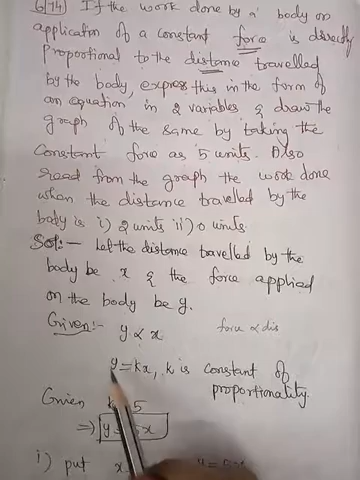 6) 74) If the work done by a body on
application of a constant force is directly
proportional to the distance travelled
by the body, express this in the form of
an equation in 2 variables & draw the
graph of the same by taking the
constant force as 5 units. Also
read from the graph the work done
when the distance travelled by the
body is i) 2 units ii) 0 units.
Sol:- Let the distance travelled by the
body be x & the force applied
on the body be y.
Given:- y ∝ x force ∝ dis
y = kx, k is constant of
proportionality.
Given k 5
⇒ y = x
i) put x